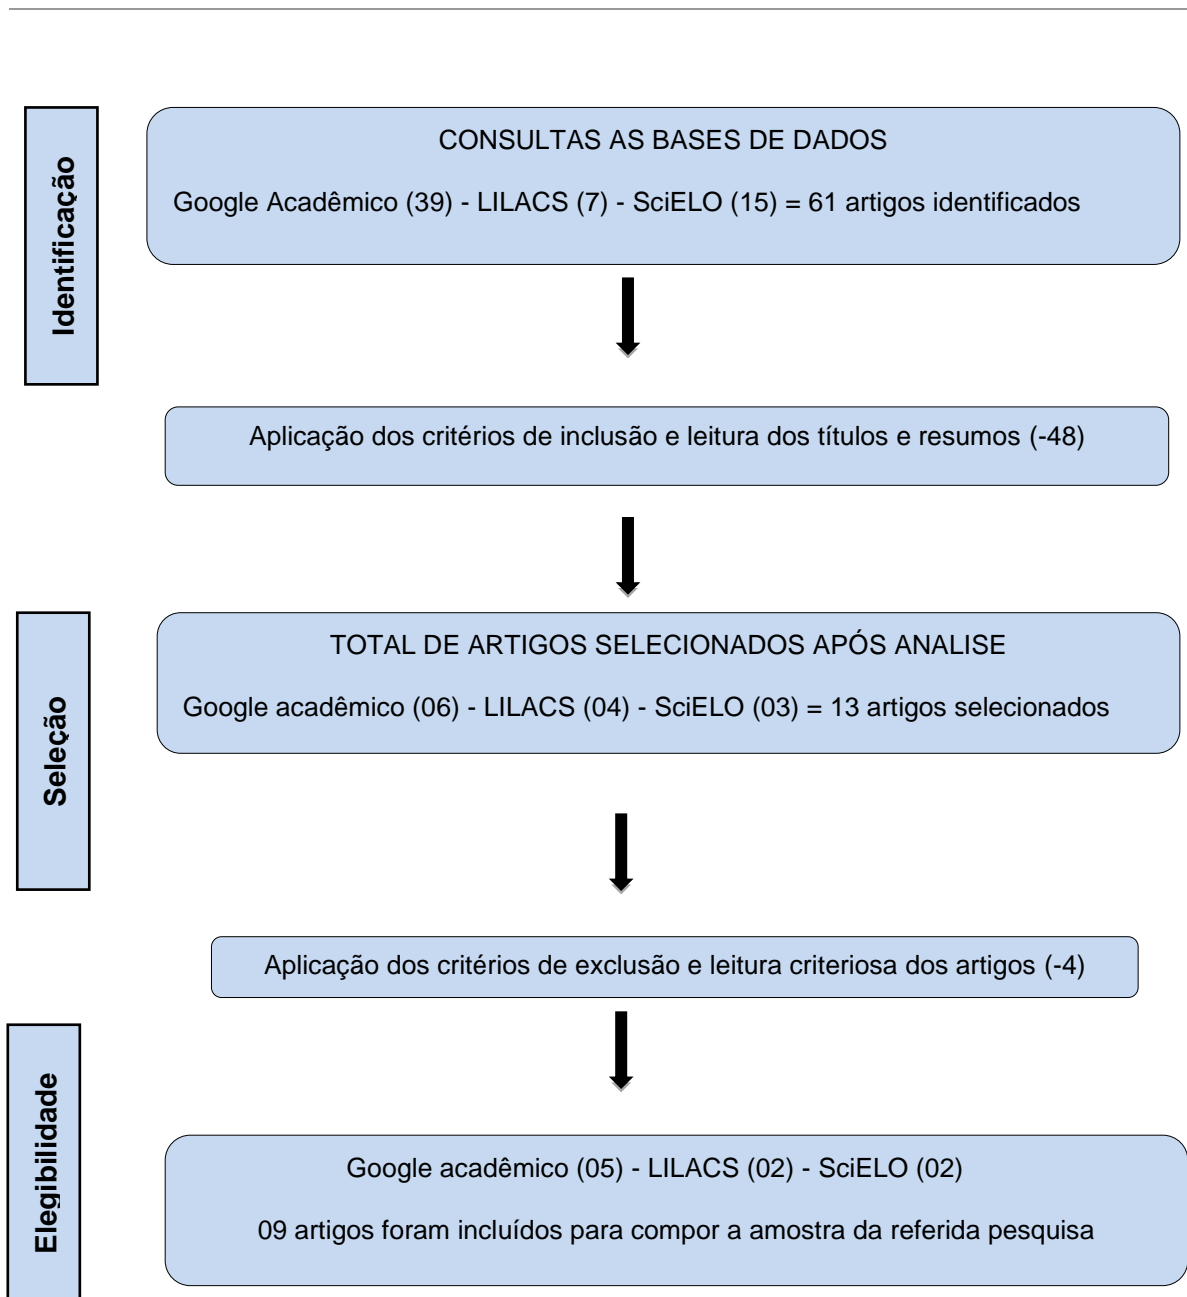 Identificação
CONSULTAS AS BASES DE DADOS
Google Acadêmico (39) - LILACS (7) - SciELO (15) = 61 artigos identificados
Aplicação dos critérios de inclusão e leitura dos títulos e resumos (-48)
Seleção
TOTAL DE ARTIGOS SELECIONADOS APÓS ANALISE
Google acadêmico (06) - LILACS (04) - SciELO (03) = 13 artigos selecionados
Aplicação dos critérios de exclusão e leitura criteriosa dos artigos (-4)
Elegibilidade
Google acadêmico (05) - LILACS (02) - SciELO (02)
09 artigos foram incluídos para compor a amostra da referida pesquisa